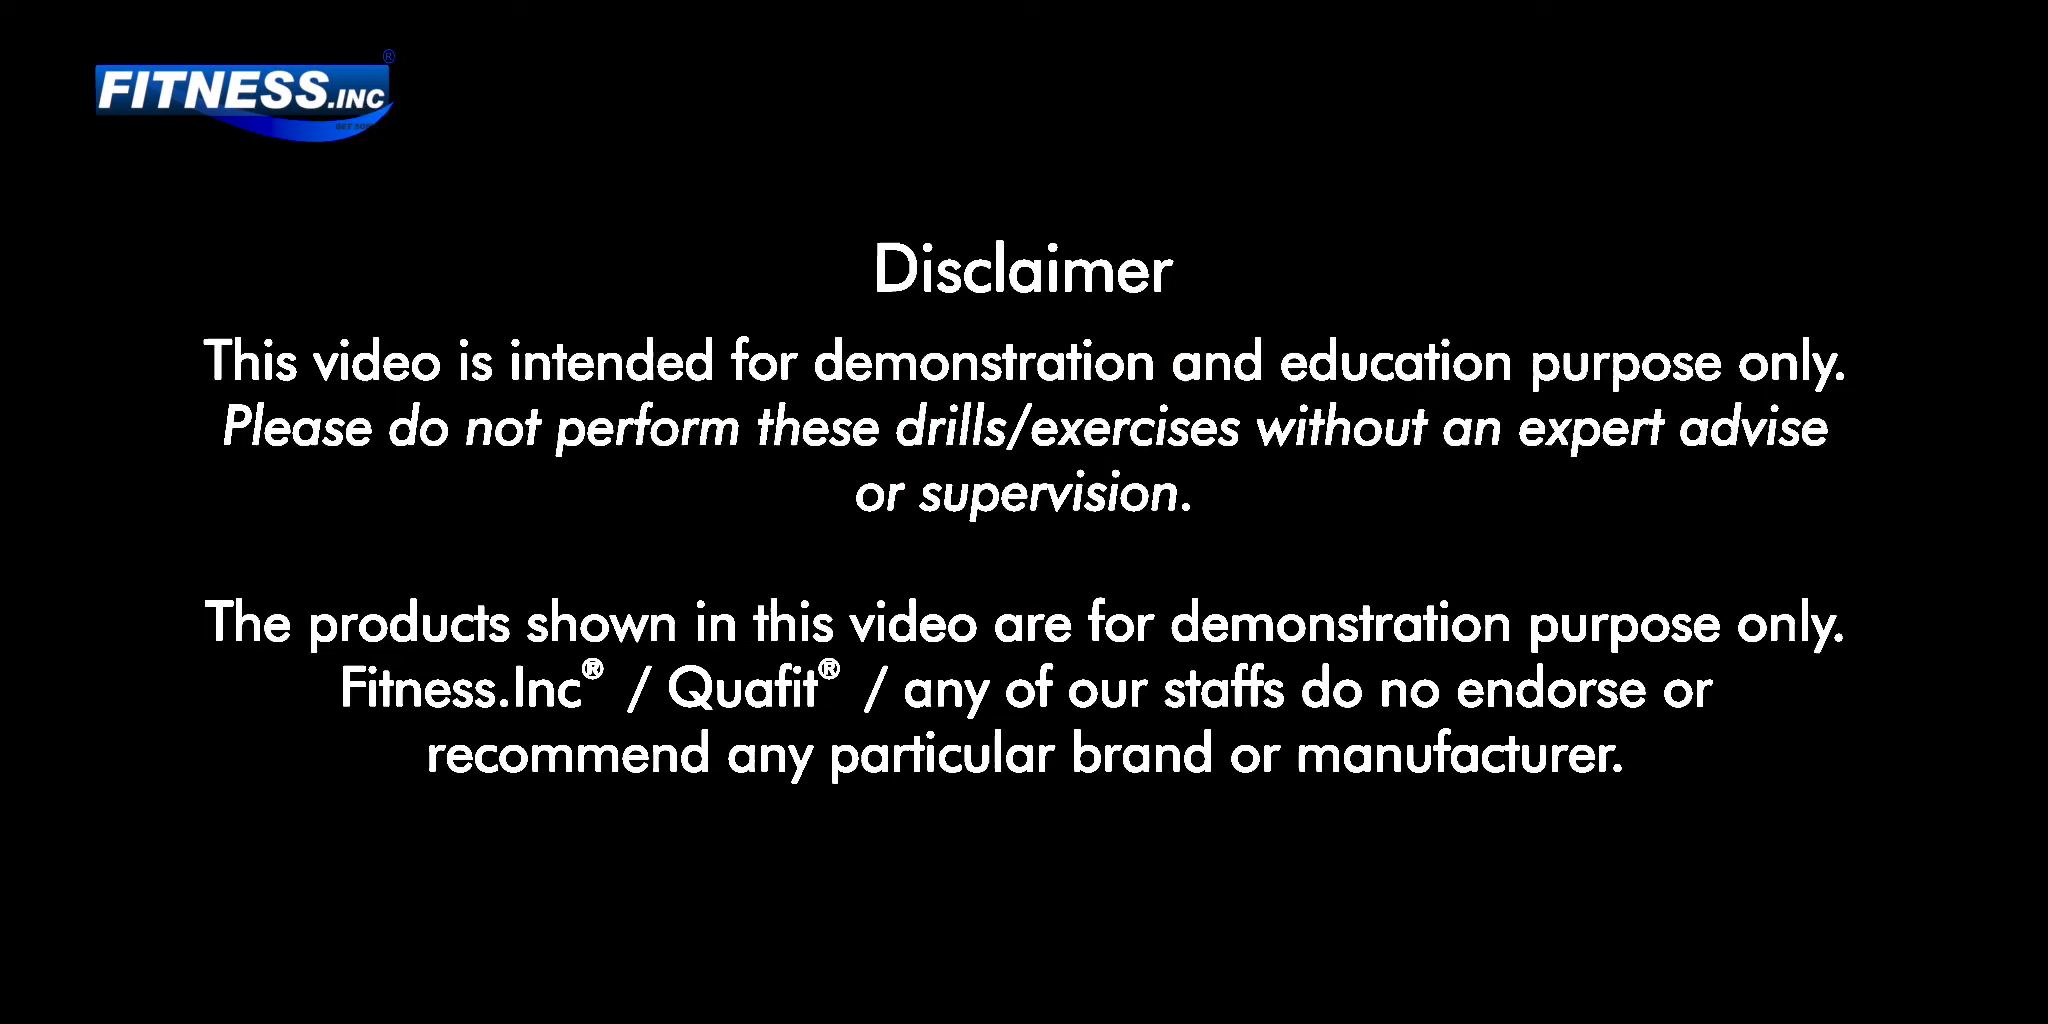 FITNESS.INC®
Disclaimer
This video is intended for demonstration and education purpose only.
Please do not perform these drills/exercises without an expert advise
or supervision.
The products shown in this video are for demonstration purpose only.
Fitness.Inc® / Quafit® / any of our staffs do no endorse or
recommend any particular brand or manufacturer.